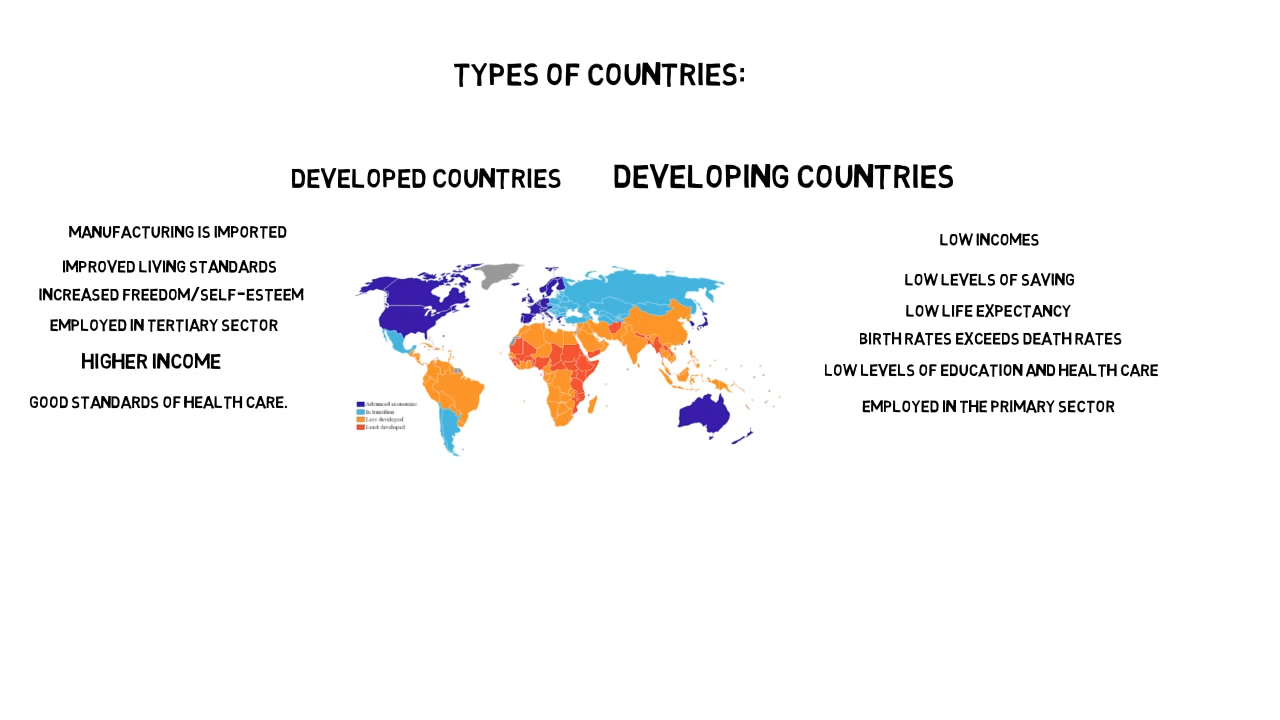 TYPES OF COUNTRIES:
DEVELOPED COUNTRIES
DEVELOPING COUNTRIES
MANUFACTURING IS IMPORTED
IMPROVED LIVING STANDARDS
INCREASED FREEDOM/SELF-ESTEEM
EMPLOYED IN TERTIARY SECTOR
HIGHER INCOME
GOOD STANDARDS OF HEALTH CARE.
Advanced economies
In transition
Less developed
Least developed
LOW INCOMES
LOW LEVELS OF SAVING
LOW LIFE EXPECTANCY
BIRTH RATES EXCEEDS DEATH RATES
LOW LEVELS OF EDUCATION AND HEALTH CARE
EMPLOYED IN THE PRIMARY SECTOR